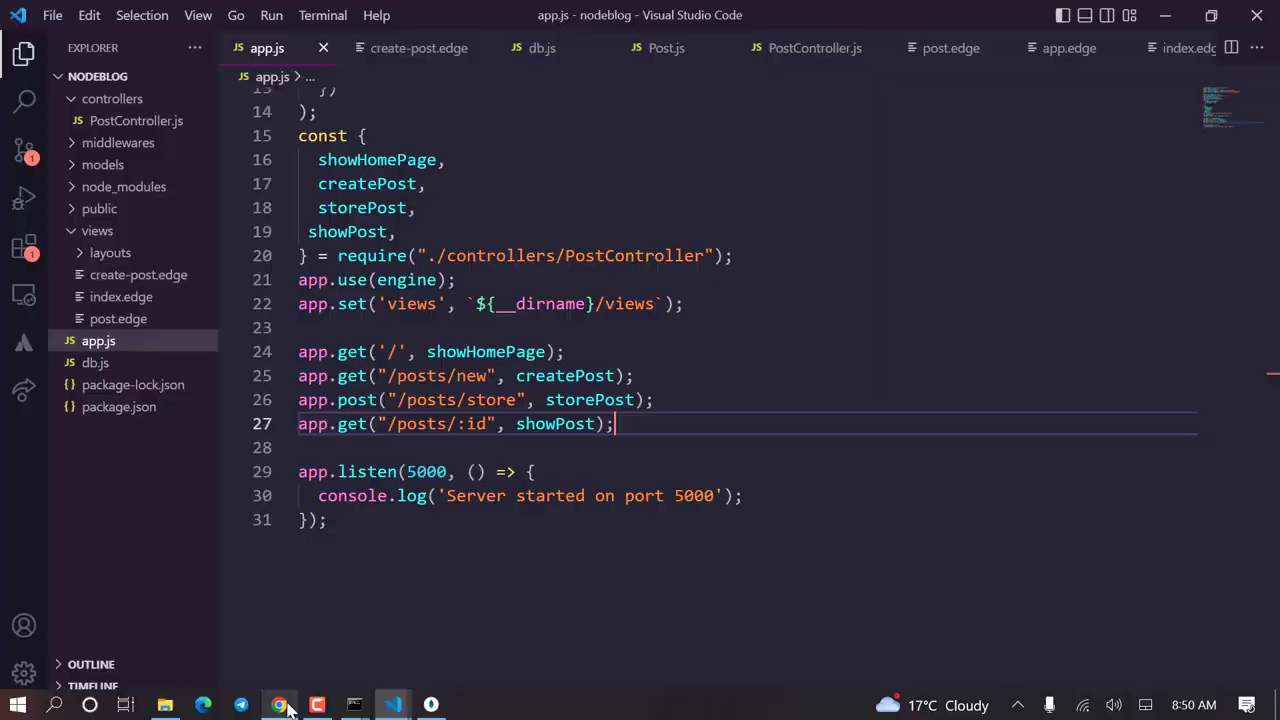 File Edit Selection View Go Run Terminal Help app.js - nodeblog - Visual Studio Code
EXPLORER
NODEBLOG
controllers
PostController.js
middlewares
models
node_modules
public
views
layouts
create-post.edge
index.edge
post.edge
app.js
db.js
package-lock.json
package.json
OUTLINE
TIMELINE
1
1
app.js create-post.edge db.js Post.js PostController.js post.edge app.edge index.edg
app.js > ...
13 })
14 );
15 const {
16 showHomePage,
17 createPost,
18 storePost,
19 showPost,
20 } = require("./controllers/PostController");
21 app.use(engine);
22 app.set('views', `${__dirname}/views`);
23
24 app.get('/', showHomePage);
25 app.get("/posts/new", createPost);
26 app.post("/posts/store", storePost);
27 app.get("/posts/:id", showPost);
28
29 app.listen(5000, () => {
30 console.log('Server started on port 5000');
31 });
17°C Cloudy 8:50 AM